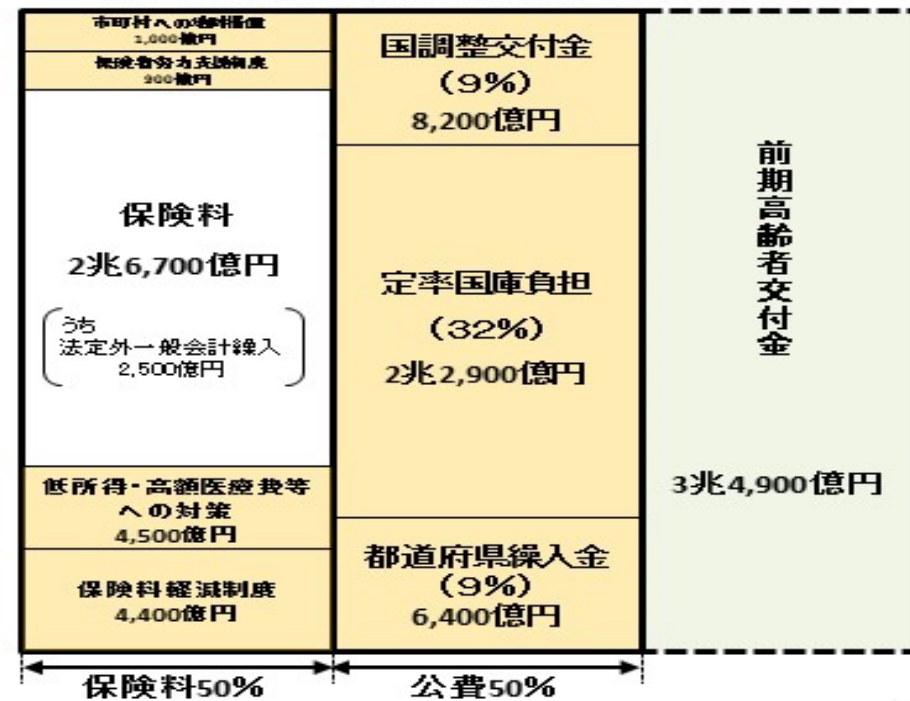 市町村への地財措置
1,000億円
保険者努力支援制度
900億円
保険料
2兆6,700億円
うち
法定外一般会計繰入
2,500億円
低所得・高額医療費等
への対策
4,500億円
保険料軽減制度
4,400億円
国調整交付金
(9%)
8,200億円
定率国庫負担
(32%)
2兆2,900億円
都道府県繰入金
(9%)
6,400億円
前期高齢者交付金
3兆4,900億円
保険料50%
公費50%